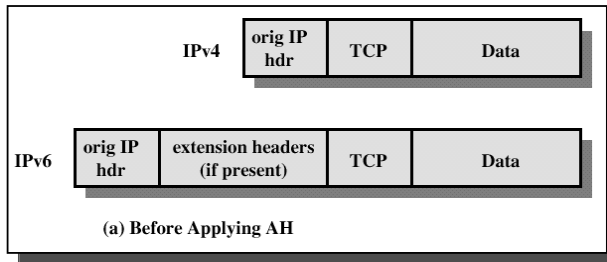 IPv4
orig IP
hdr
TCP
Data
IPv6
orig IP
hdr
extension headers
(if present)
TCP
Data
(a) Before Applying AH